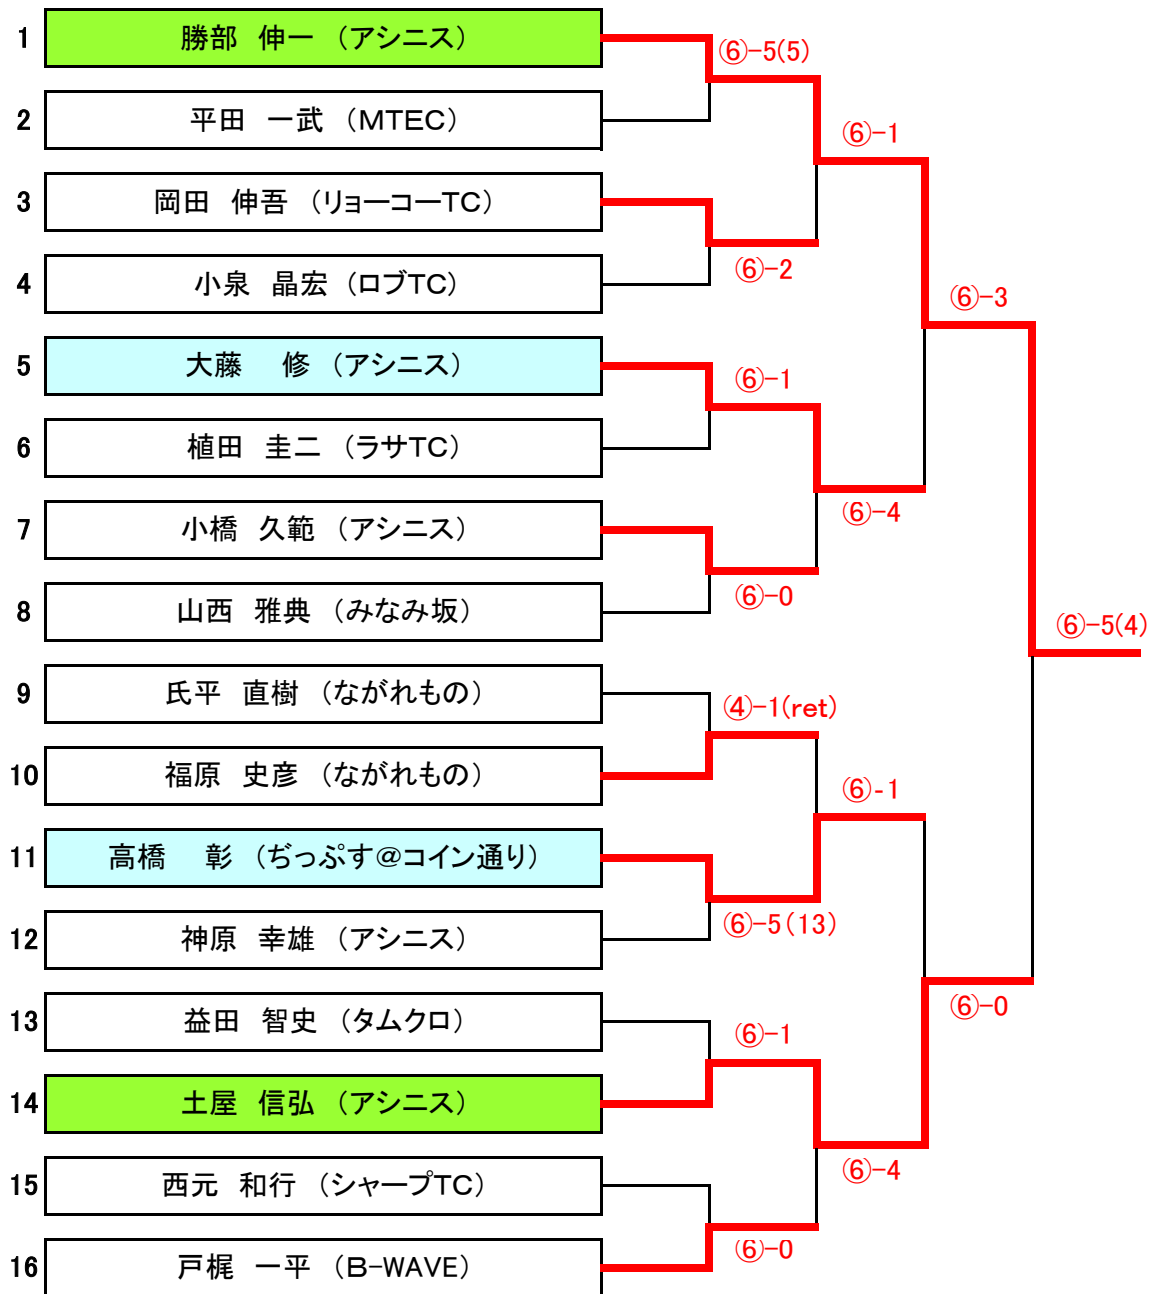 1 勝部 伸一 (アシニス)
⑥-5(5)
2 平田 一武 (MTEC)
⑥-1
3 岡田 伸吾 (リョーコーTC)
⑥-2
4 小泉 晶宏 (ロブTC)
⑥-3
5 大藤 修 (アシニス)
⑥-1
6 植田 圭二 (ラサTC)
⑥-4
7 小橋 久範 (アシニス)
⑥-0
8 山西 雅典 (みなみ坂)
⑥-5(4)
9 氏平 直樹 (ながれもの)
④-1(ret)
10 福原 史彦 (ながれもの)
⑥-1
11 高橋 彰 (ぢっぷす@コイン通り)
⑥-5(13)
12 神原 幸雄 (アシニス)
⑥-0
13 益田 智史 (タムクロ)
⑥-1
14 土屋 信弘 (アシニス)
⑥-4
15 西元 和行 (シャープTC)
⑥-0
16 戸梶 一平 (B-WAVE)